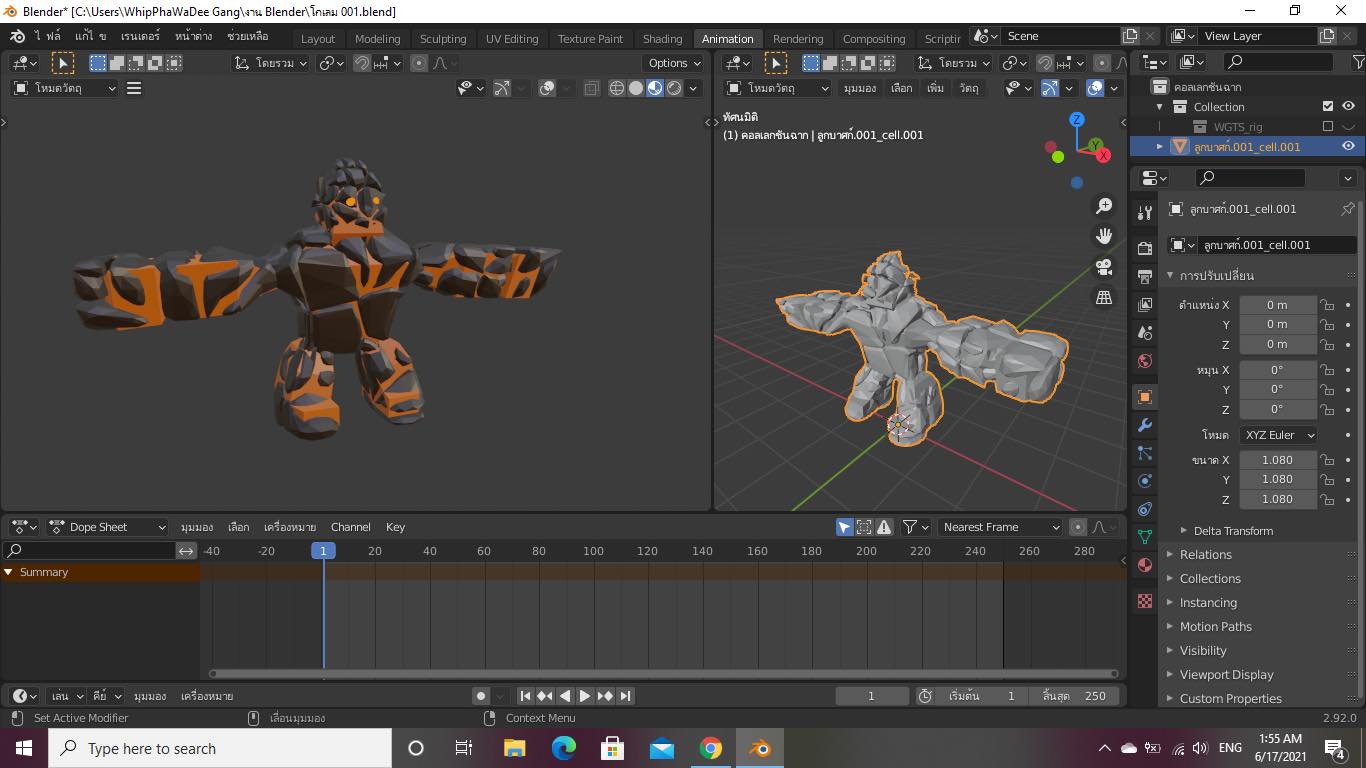 Blender* [C:\Users\WhipPhaWaDee Gang\งาน Blender\โกเลม 001.blend]
ไฟล์ แก้ไข เรนเดอร์ หน้าต่าง ช่วยเหลือ Layout Modeling Sculpting UV Editing Texture Paint Shading Animation Rendering Compositing Scriptin Scene View Layer
โดยรวม Options โดยรวม
โหมดวัตถุ โหมดวัตถุ มุมมอง เลือก เพิ่ม วัตถุ
คอลเลกชันฉาก
Collection
WGTS_rig
ลูกบาศก์.001_cell.001
ทัศนมิติ
(1) คอลเลกชันฉาก | ลูกบาศก์.001_cell.001
Z
Y
X
ลูกบาศก์.001_cell.001
ลูกบาศก์.001_cell.001
การปรับเปลี่ยน
ตำแหน่ง X 0 m
Y 0 m
Z 0 m
หมุน X 0°
Y 0°
Z 0°
โหมด XYZ Euler
ขนาด X 1.080
Y 1.080
Z 1.080
Delta Transform
Relations
Collections
Instancing
Motion Paths
Visibility
Viewport Display
Custom Properties
Dope Sheet มุมมอง เลือก เครื่องหมาย Channel Key Nearest Frame
-40 -20 1 20 40 60 80 100 120 140 160 180 200 220 240 260 280
Summary
เล่น คีย์ มุมมอง เครื่องหมาย 1 เริ่มต้น 1 สิ้นสุด 250
Set Active Modifier เลื่อนมุมมอง Context Menu 2.92.0
Type here to search ENG 1:55 AM
6/17/2021 4